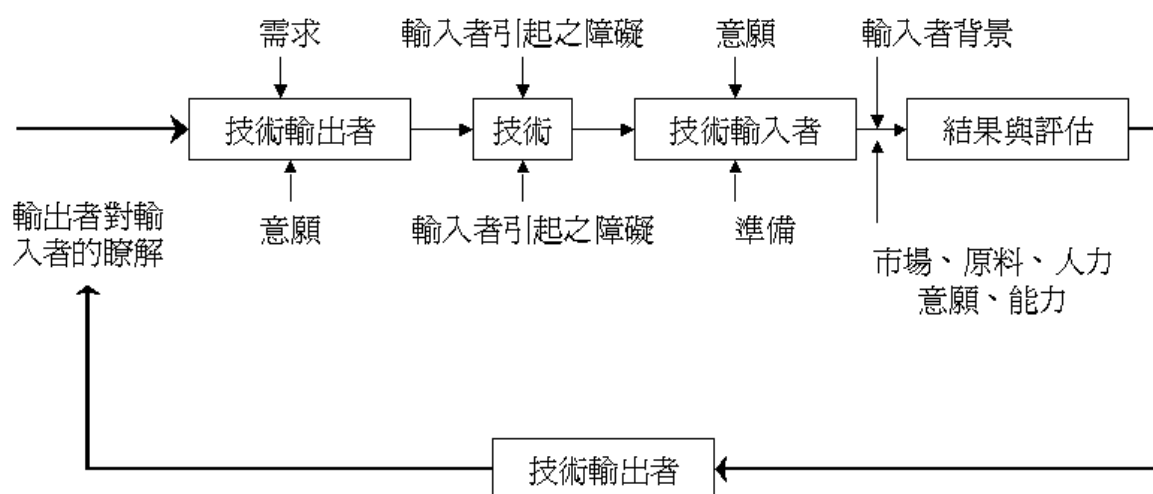 需求
輸入者引起之障礙
意願
輸入者背景
技術輸出者
技術
技術輸入者
結果與評估
輸出者對輸
入者的瞭解
意願
輸入者引起之障礙
準備
市場、原料、人力
意願、能力
技術輸出者